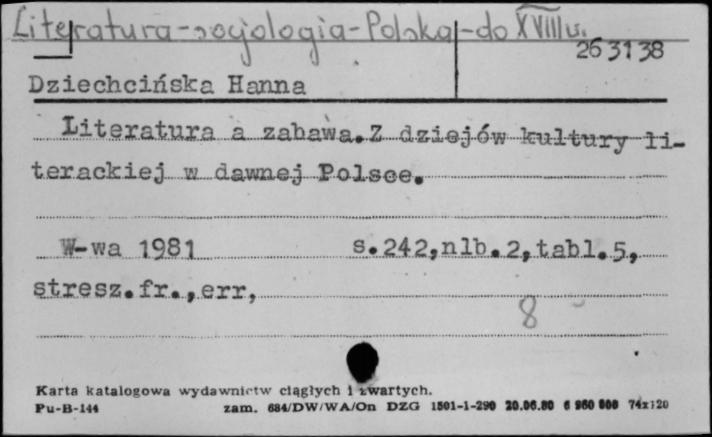 Literatura-socjologia-Polska-do XVIII w.
263138
Dziechcińska Hanna
Literatura a zabawa.Z dziejów kultury li-
terackiej w dawnej Polsce.
W-wa 1981 s.242,nlb.2,tabl.5,
stresz.fr.,err,
8
Karta katalogowa wydawnictw ciągłych i zwartych.
Pu-B-144 zam. 684/DW/WA/On DZG 1501-1-290 20.06.80 6 960 000 74x120